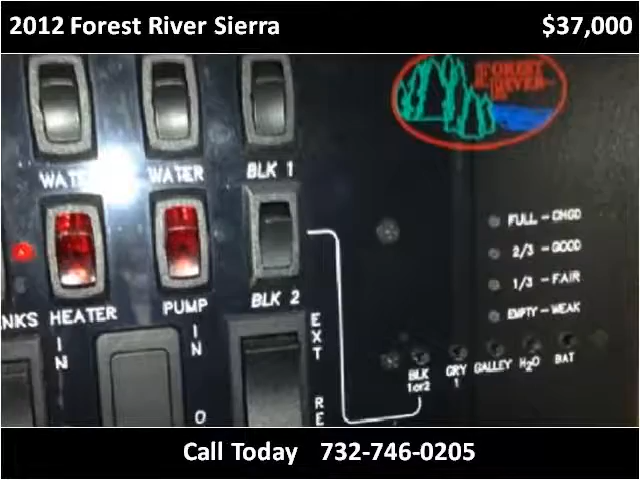 2012 Forest River Sierra $37,000
FOREST
RIVER
WATER WATER BLK 1
FULL - CHGD
2/3 - GOOD
1/3 - FAIR
EMPTY - WEAK
HEATER PUMP BLK 2
IN IN EXT
BLK GRY GALLEY H2O BAT
1or2 1
O RE
Call Today 732-746-0205